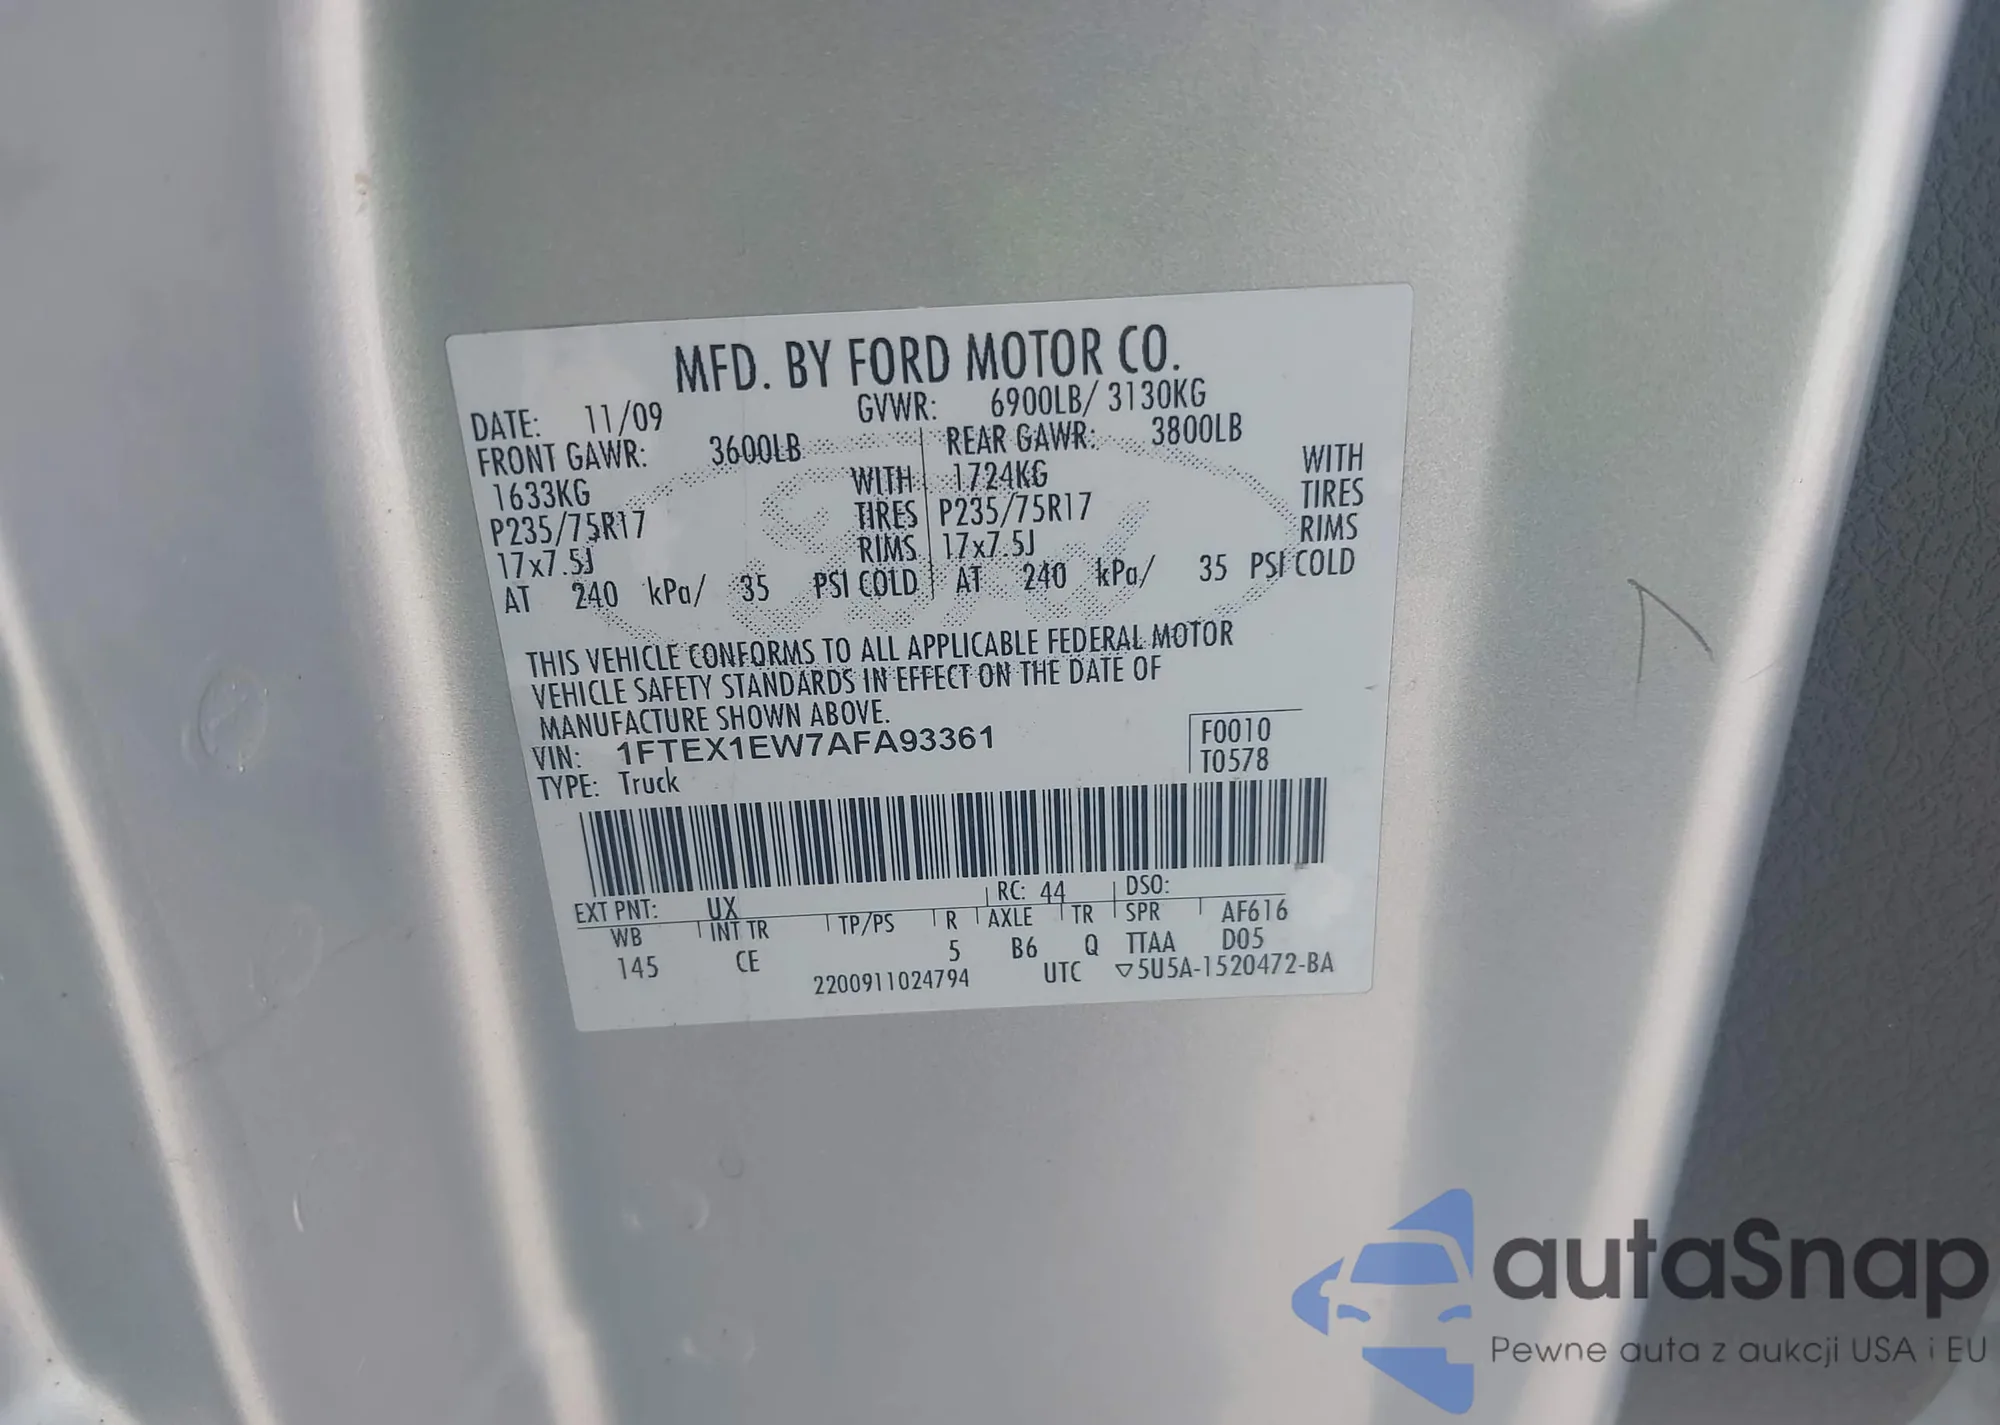 MFD. BY FORD MOTOR CO.
DATE: 11/09 GVWR: 6900LB/ 3130KG
FRONT GAWR: 3600LB REAR GAWR: 3800LB
1633KG WITH 1724KG WITH
P235/75R17 TIRES P235/75R17 TIRES
17x7.5J RIMS 17x7.5J RIMS
AT 240 kPa/ 35 PSI COLD AT 240 kPa/ 35 PSI COLD
THIS VEHICLE CONFORMS TO ALL APPLICABLE FEDERAL MOTOR
VEHICLE SAFETY STANDARDS IN EFFECT ON THE DATE OF
MANUFACTURE SHOWN ABOVE.
VIN: 1FTEX1EW7AFA93361 F0010
TYPE: Truck T0578
EXT PNT: UX RC: 44 DSO:
WB INT TR TP/PS R AXLE TR SPR AF616
145 CE 5 B6 Q TTAA D05
2200911024794 UTC ▽5U5A-1520472-BA
autaSnap
Pewne auta z aukcji USA i EU